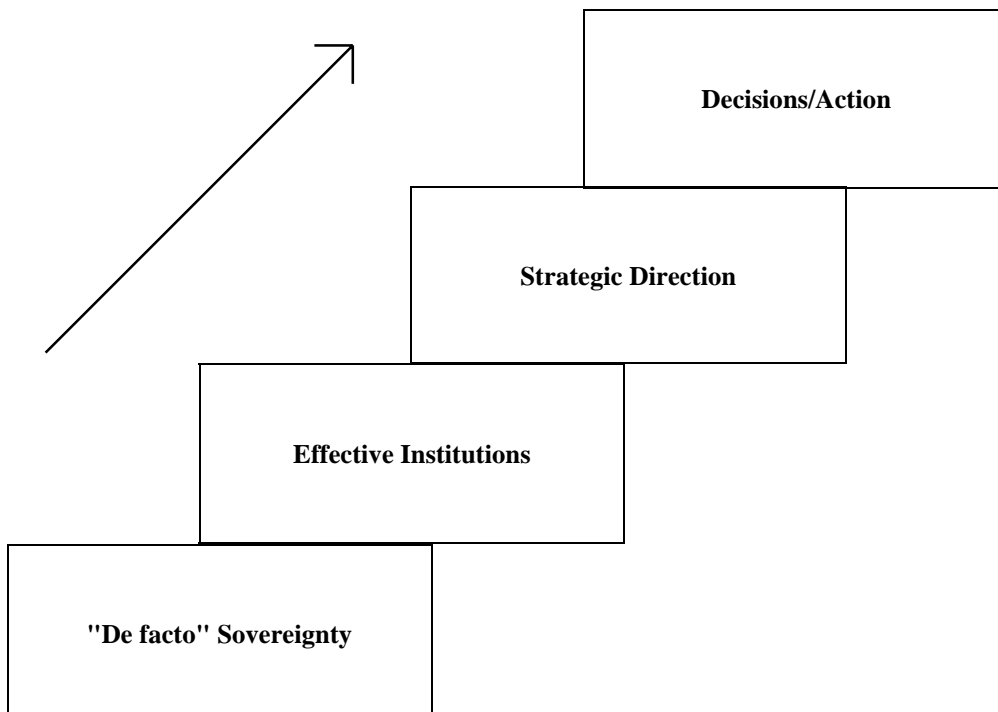 Decisions/Action
Strategic Direction
Effective Institutions
"De facto" Sovereignty